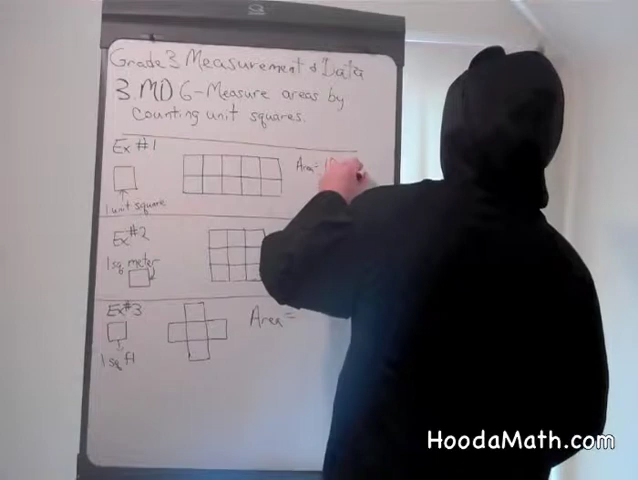 Grade 3 Measurement & Data
3.MD 6 - Measure areas by
counting unit squares.
Ex #1
Area = 10
1 unit square
Ex #2
1 sq meter
Ex #3
Area =
1 sq ft
HoodaMath.com